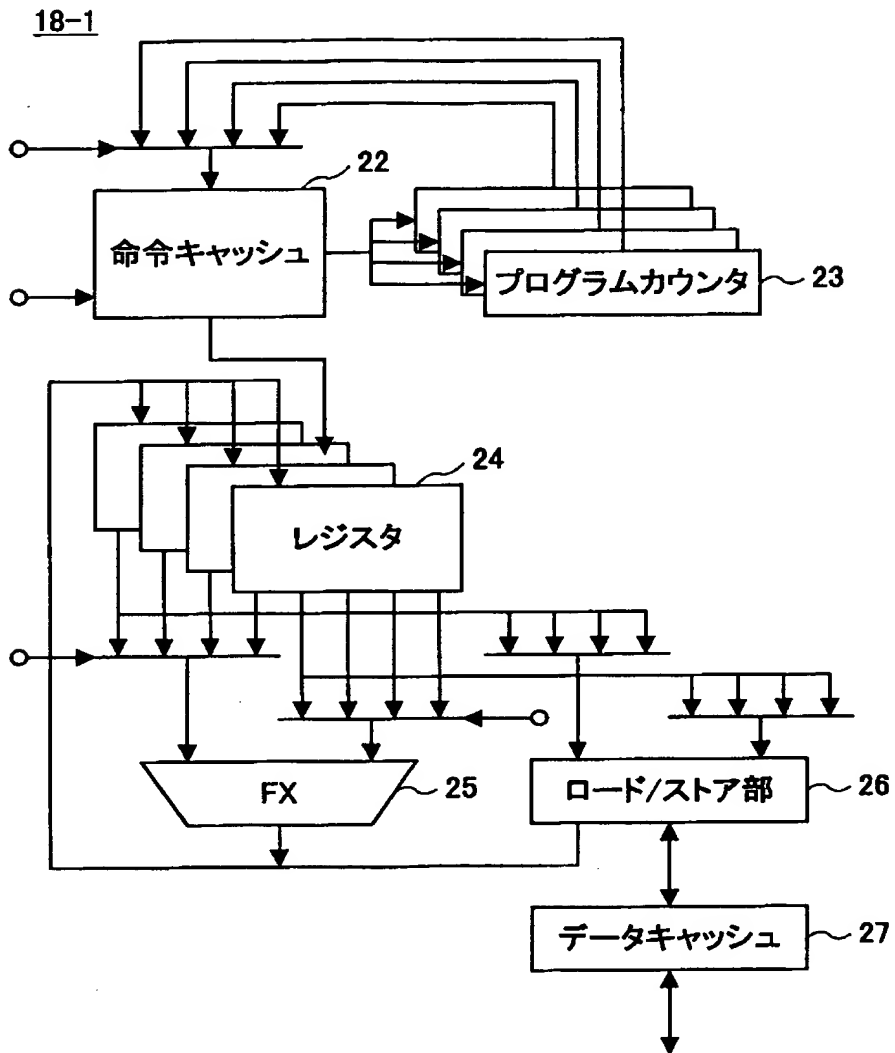 18-1
22
命令キャッシュ
プログラムカウンタ
23
24
レジスタ
FX
25
ロード/ストア部
26
データキャッシュ
27